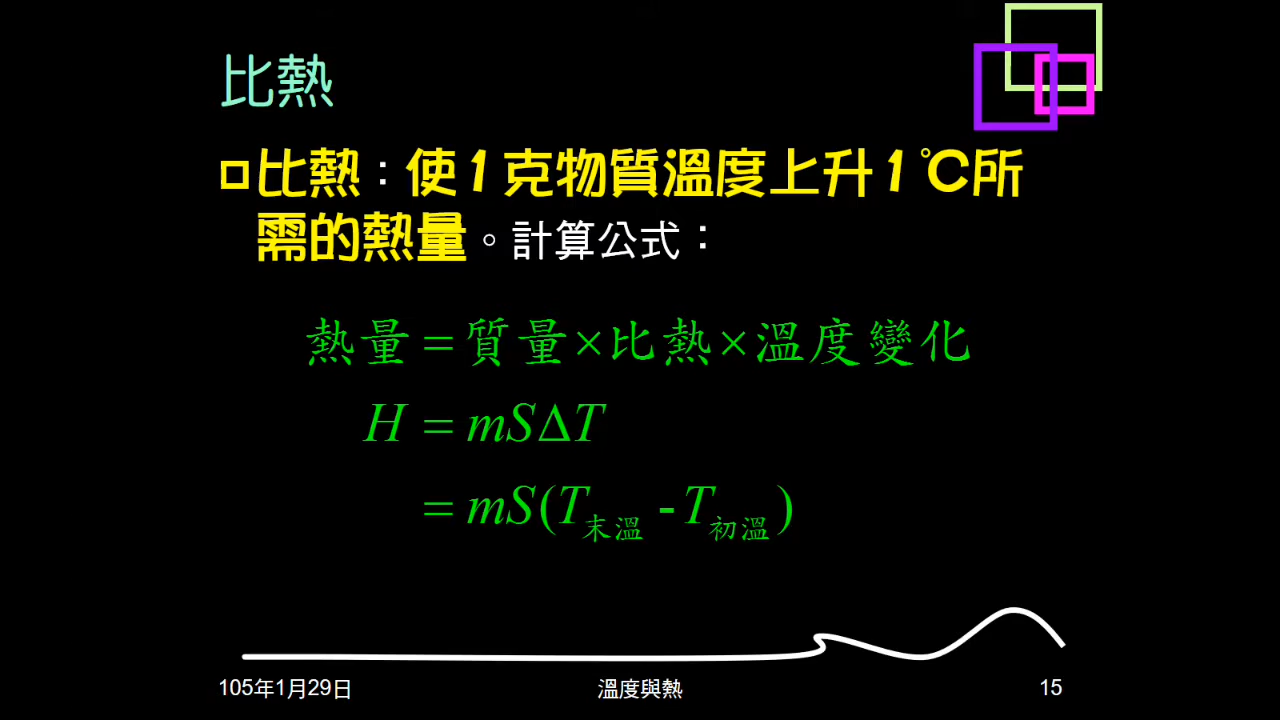 比熱
比熱：使1克物質溫度上升1℃所
需的熱量。計算公式：
熱量=質量×比熱×溫度變化
H = mSΔT
= mS(T末溫 - T初溫)
105年1月29日
溫度與熱
15